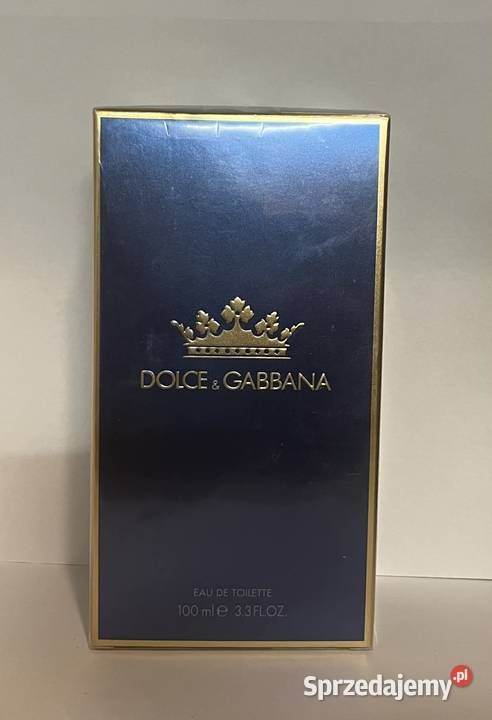 DOLCE & GABBANA
EAU DE TOILETTE
100 ml e 3.3 FL.OZ.
Sprzedajemy.pl